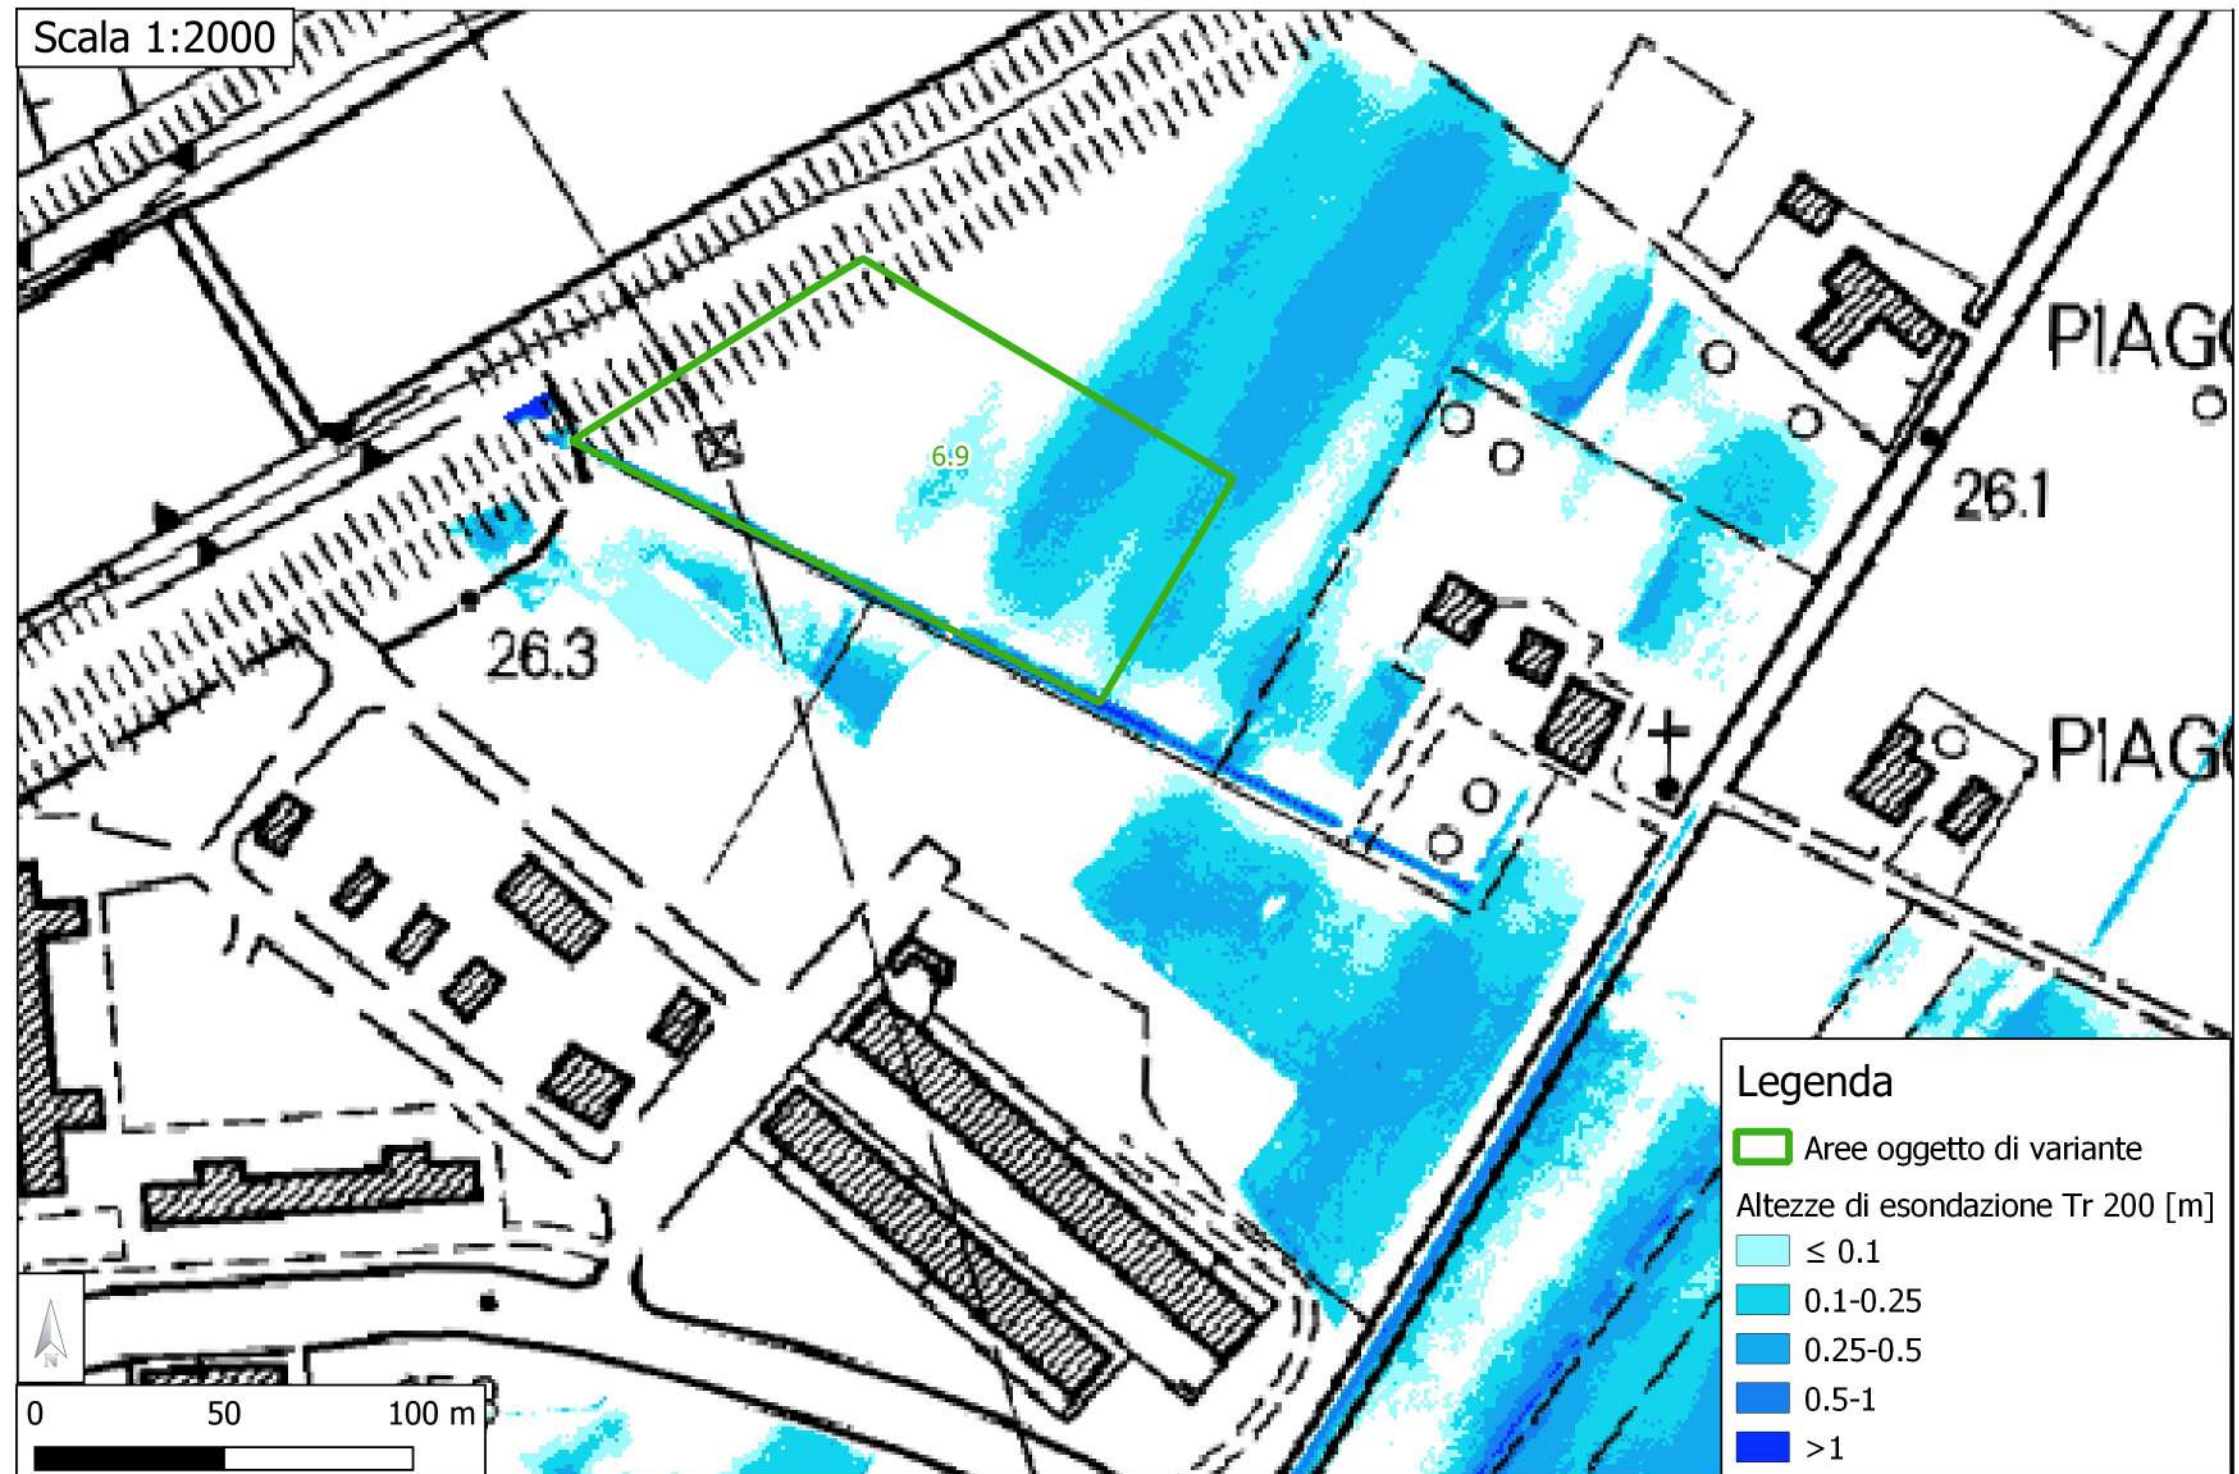 Scala 1:2000
PIAG
6.9
26.1
26.3
PIAG
Legenda
Aree oggetto di variante
Altezze di esondazione Tr 200 [m]
≤ 0.1
0.1-0.25
0.25-0.5
0.5-1
>1
N
0 50 100 m